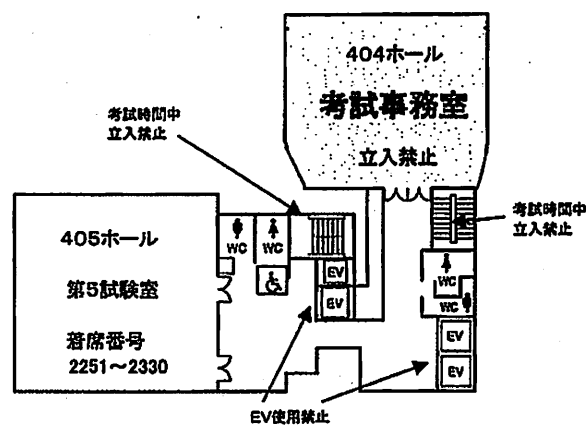 404ホール
考試事務室
立入禁止
考試時間中
立入禁止
考試時間中
立入禁止
405ホール
第5試験室
着席番号
2251～2330
WC
WC
EV
EV
WC
WC
EV
EV
EV使用禁止